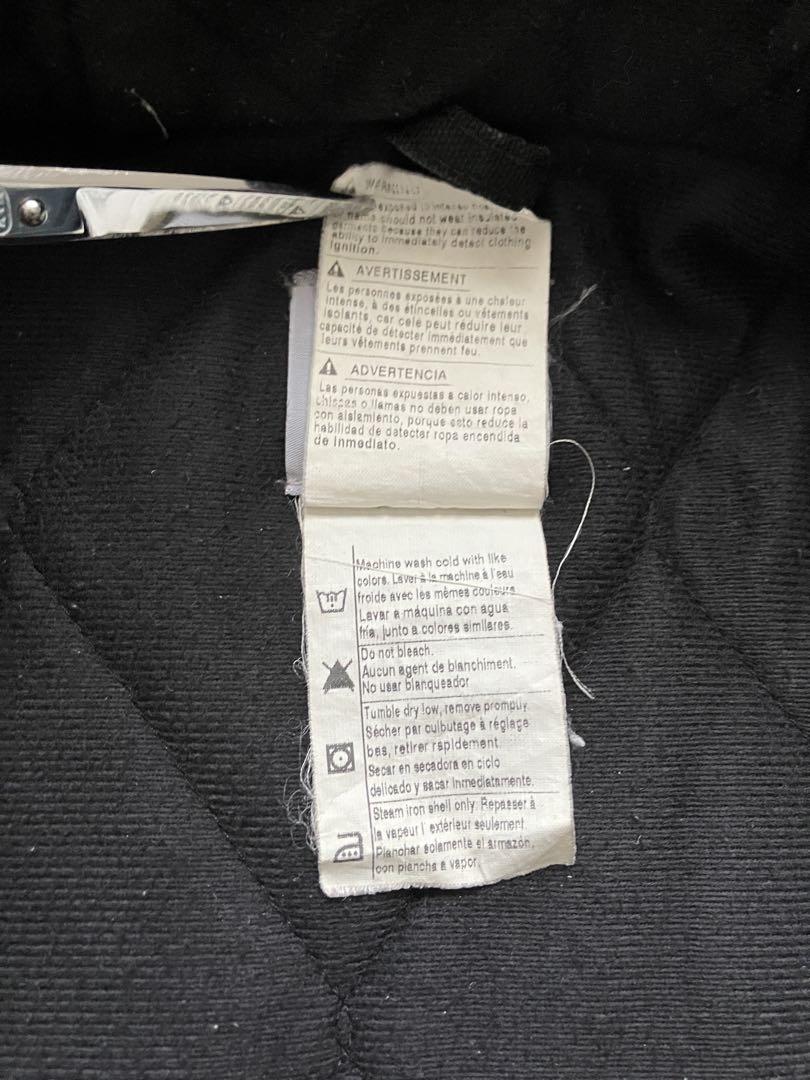 WARNING
exposed to intense
should not wear insulated
garments because they can reduce the
ability to immediately detect clothing
ignition.
AVERTISSEMENT
Les personnes exposées à une chaleur
intense, à des étincelles ou vêtements
isolants, car cele peut réduire leur
capacité de détecter immédiatement que
leurs vêtements prennent feu.
ADVERTENCIA
Las personas expuestas a calor intenso,
chispas o llamas no deben usar ropa
con aislamiento, porque esto reduce la
habilidad de detectar ropa encendida
de inmediato.
Machine wash cold with like
colors. Laver à la machine à l'eau
froide avec les mêmes couleurs
Lavar a máquina con agua
fría, junto a colores similares.
Do not bleach.
Aucun agent de blanchiment.
No usar blanqueador
Tumble dry low, remove promptly.
Sécher par culbutage à réglage
bas, retirer rapidement
Secar en secadora en ciclo
delicado y sacar inmediatamente.
Steam iron shell only. Repasser à
la vapeur l'extérieur seulement
Planchar solamente el armazón,
con plancha a vapor.